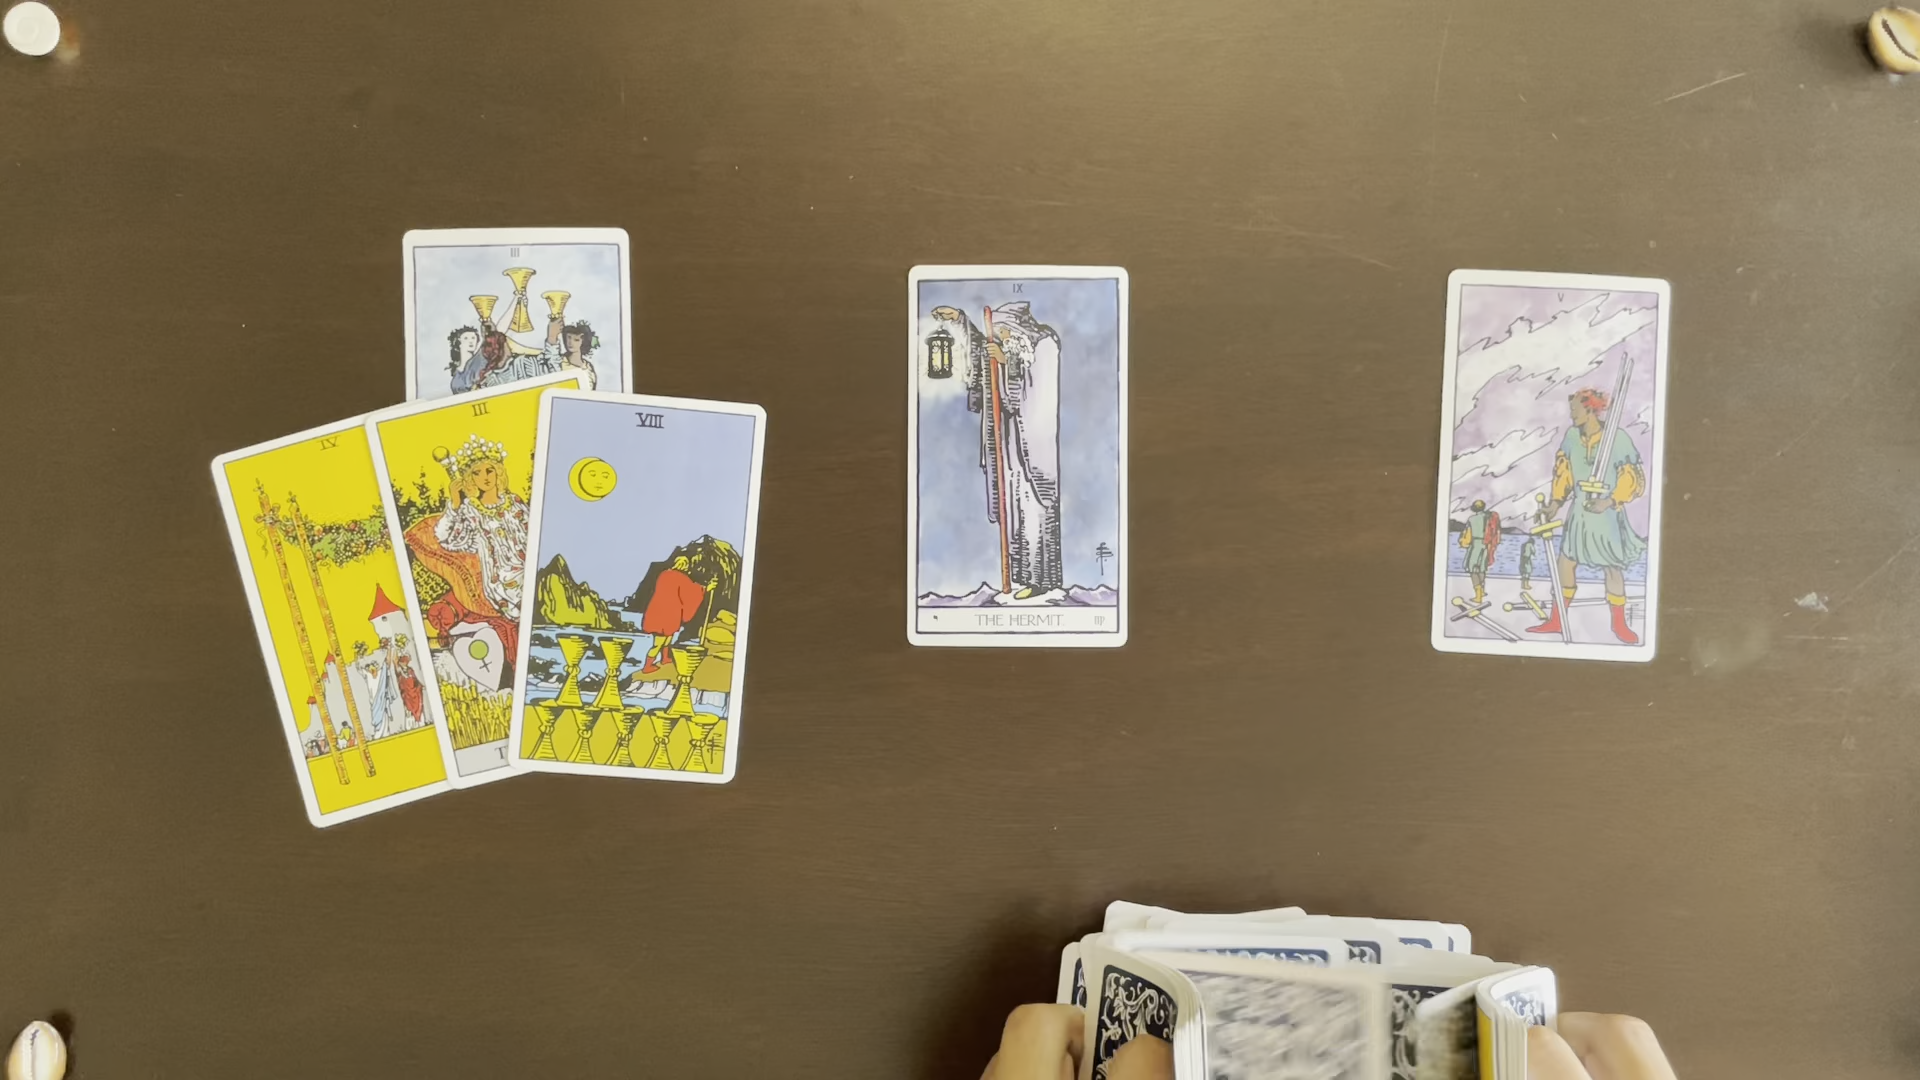 III
IX
V
IV
III
VIII
THE HERMIT.
T